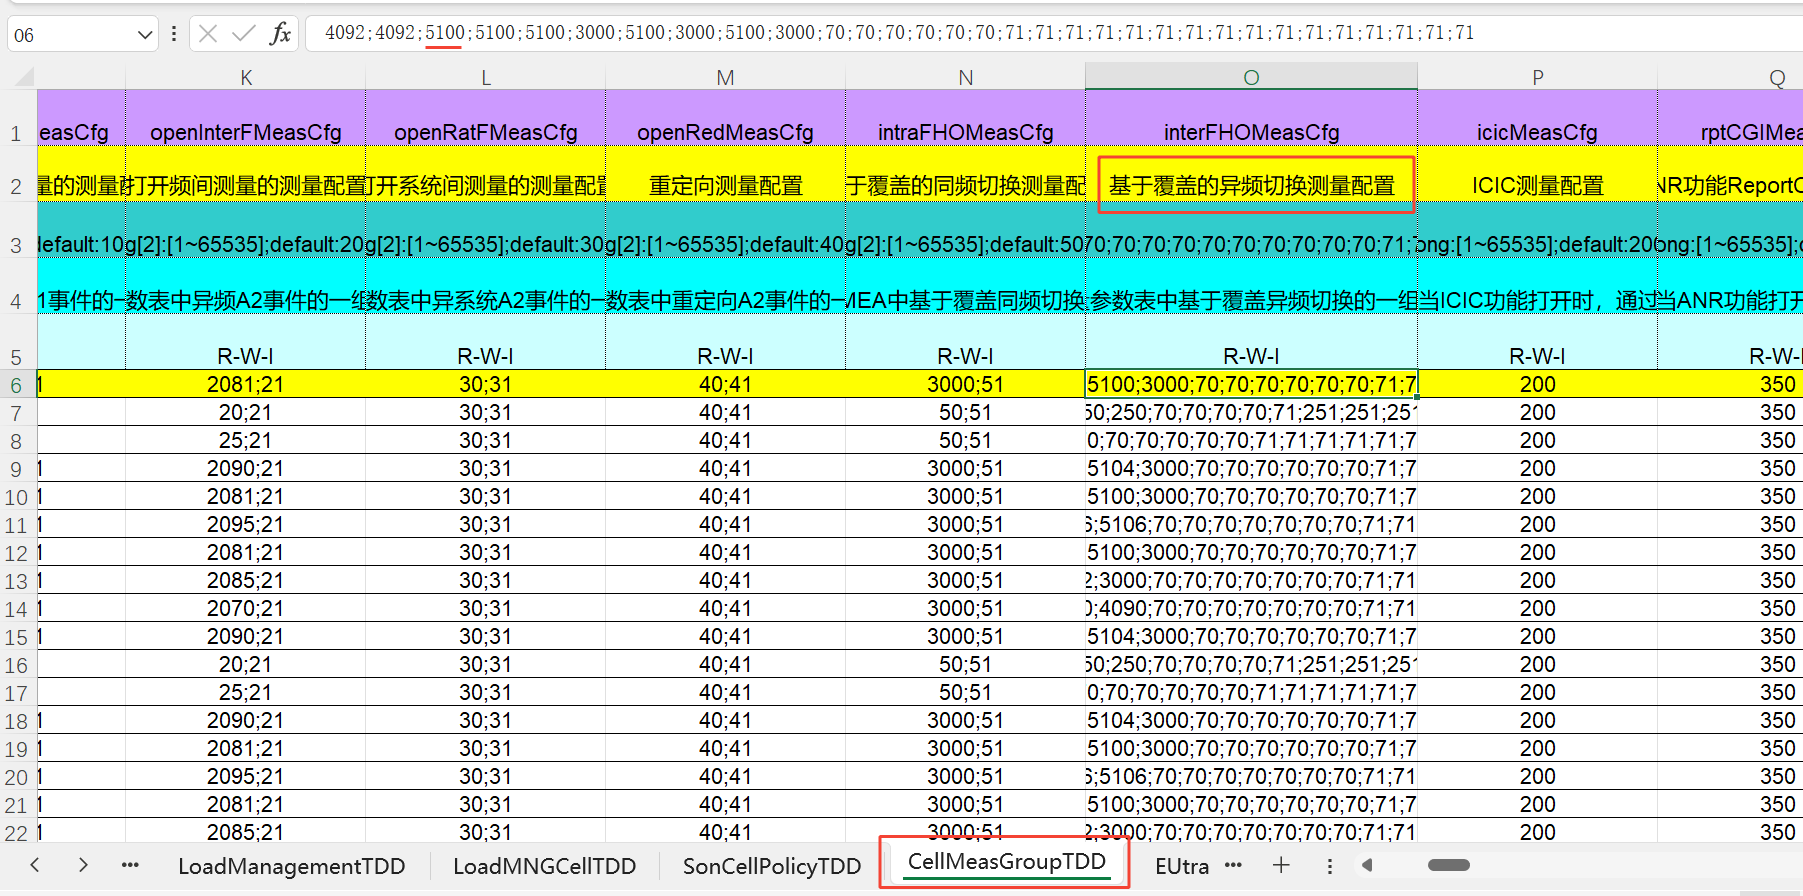 O6 fx 4092;4092;5100;5100;5100;3000;5100;3000;5100;3000;70;70;70;70;70;70;71;71;71;71;71;71;71;71;71;71;71;71;71;71;71;71
K L M N O P Q
1 easCfg openInterFMeasCfg openRatFMeasCfg openRedMeasCfg intraFHOMeasCfg interFHOMeasCfg icicMeasCfg rptCGIMea
2 量的测量配 打开频间测量的测量配置 打开系统间测量的测量配置 重定向测量配置 于覆盖的同频切换测量配 基于覆盖的异频切换测量配置 ICIC测量配置 NR功能ReportC
3 default:10 g[2]:[1~65535];default:20 g[2]:[1~65535];default:30 g[2]:[1~65535];default:40 g[2]:[1~65535];default:50 70;70;70;70;70;70;70;70;70;70;71; ong:[1~65535];default:200 ong:[1~65535];
4 1事件的一 数表中异频A2事件的一组 数表中异系统A2事件的一 数表中重定向A2事件的一 MEA中基于覆盖同频切换 参数表中基于覆盖异频切换的一组 当ICIC功能打开时，通过 当ANR功能打开
5 R-W-I R-W-I R-W-I R-W-I R-W-I R-W-I R-W-I
6 1 2081;21 30;31 40;41 3000;51 5100;3000;70;70;70;70;70;70;71;7 200 350
7 20;21 30;31 40;41 50;51 50;250;70;70;70;70;71;251;251;251 200 350
8 25;21 30;31 40;41 50;51 0;70;70;70;70;70;71;71;71;71;71;7 200 350
9 1 2090;21 30;31 40;41 3000;51 5104;3000;70;70;70;70;70;70;71;7 200 350
10 1 2081;21 30;31 40;41 3000;51 5100;3000;70;70;70;70;70;70;71;7 200 350
11 1 2095;21 30;31 40;41 3000;51 6;5106;70;70;70;70;70;70;70;71;71 200 350
12 1 2081;21 30;31 40;41 3000;51 5100;3000;70;70;70;70;70;70;71;7 200 350
13 1 2085;21 30;31 40;41 3000;51 2;3000;70;70;70;70;70;70;70;71;71 200 350
14 1 2070;21 30;31 40;41 3000;51 0;4090;70;70;70;70;70;70;70;71;71 200 350
15 1 2090;21 30;31 40;41 3000;51 5104;3000;70;70;70;70;70;70;71;7 200 350
16 20;21 30;31 40;41 50;51 50;250;70;70;70;70;71;251;251;251 200 350
17 25;21 30;31 40;41 50;51 0;70;70;70;70;70;71;71;71;71;71;7 200 350
18 1 2090;21 30;31 40;41 3000;51 5104;3000;70;70;70;70;70;70;71;7 200 350
19 1 2081;21 30;31 40;41 3000;51 5100;3000;70;70;70;70;70;70;71;7 200 350
20 1 2095;21 30;31 40;41 3000;51 6;5106;70;70;70;70;70;70;70;71;71 200 350
21 1 2081;21 30;31 40;41 3000;51 5100;3000;70;70;70;70;70;70;71;7 200 350
22 1 2085;21 30;31 40;41 3000;51 2;3000;70;70;70;70;70;70;70;71;71 200 350
LoadManagementTDD LoadMNGCellTDD SonCellPolicyTDD CellMeasGroupTDD EUtra